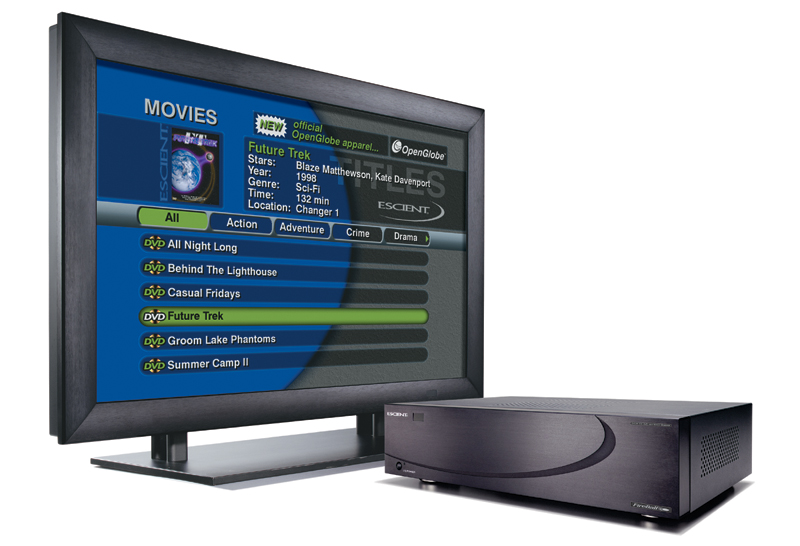 MOVIES
NEW
official
OpenGlobe apparel...
OpenGlobe
ESCIENT
Future Trek
Stars: Blaze Matthewson, Kate Davenport
Year: 1998
Genre: Sci-Fi
Time: 132 min
Location: Changer 1
TITLES
ESCIENT
All
Action
Adventure
Crime
Drama
DVD All Night Long
DVD Behind The Lighthouse
DVD Casual Fridays
DVD Future Trek
DVD Groom Lake Phantoms
DVD Summer Camp II
ESCIENT
FireBall